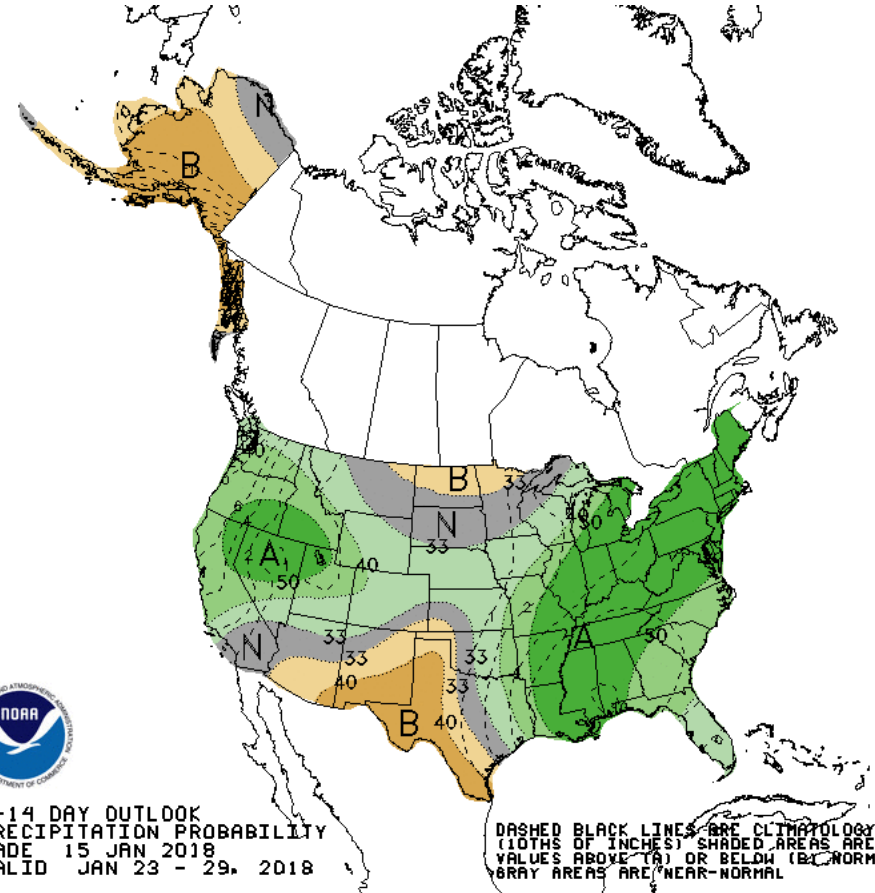 N
B
B
33
N
33
A
40
50
N
33
33
40
B
40
33
33
A
50
50
NOAA
-14 DAY OUTLOOK
RECIPITATION PROBABILITY
ADE 15 JAN 2018
ALID JAN 23 - 29, 2018
DASHED BLACK LINES ARE CLIMATOLOGY
(10THS OF INCHES) SHADED AREAS ARE
VALUES ABOVE (A) OR BELOW (B) NORM
GRAY AREAS ARE NEAR-NORMAL